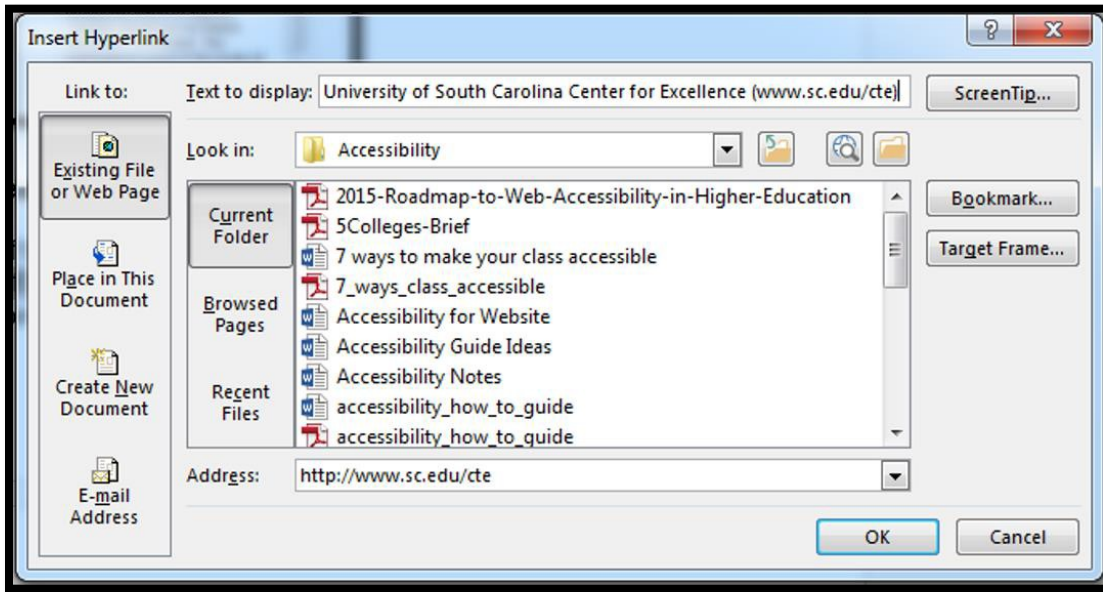 Insert Hyperlink
Link to:
Text to display: University of South Carolina Center for Excellence (www.sc.edu/cte)
ScreenTip...
Existing File
or Web Page
Look in: Accessibility
Current
Folder
Browsed
Pages
Recent
Files
2015-Roadmap-to-Web-Accessibility-in-Higher-Education
5Colleges-Brief
7 ways to make your class accessible
7_ways_class_accessible
Accessibility for Website
Accessibility Guide Ideas
Accessibility Notes
accessibility_how_to_guide
accessibility_how_to_guide
Bookmark...
Target Frame...
Place in This
Document
Create New
Document
E-mail
Address
Address: http://www.sc.edu/cte
OK
Cancel